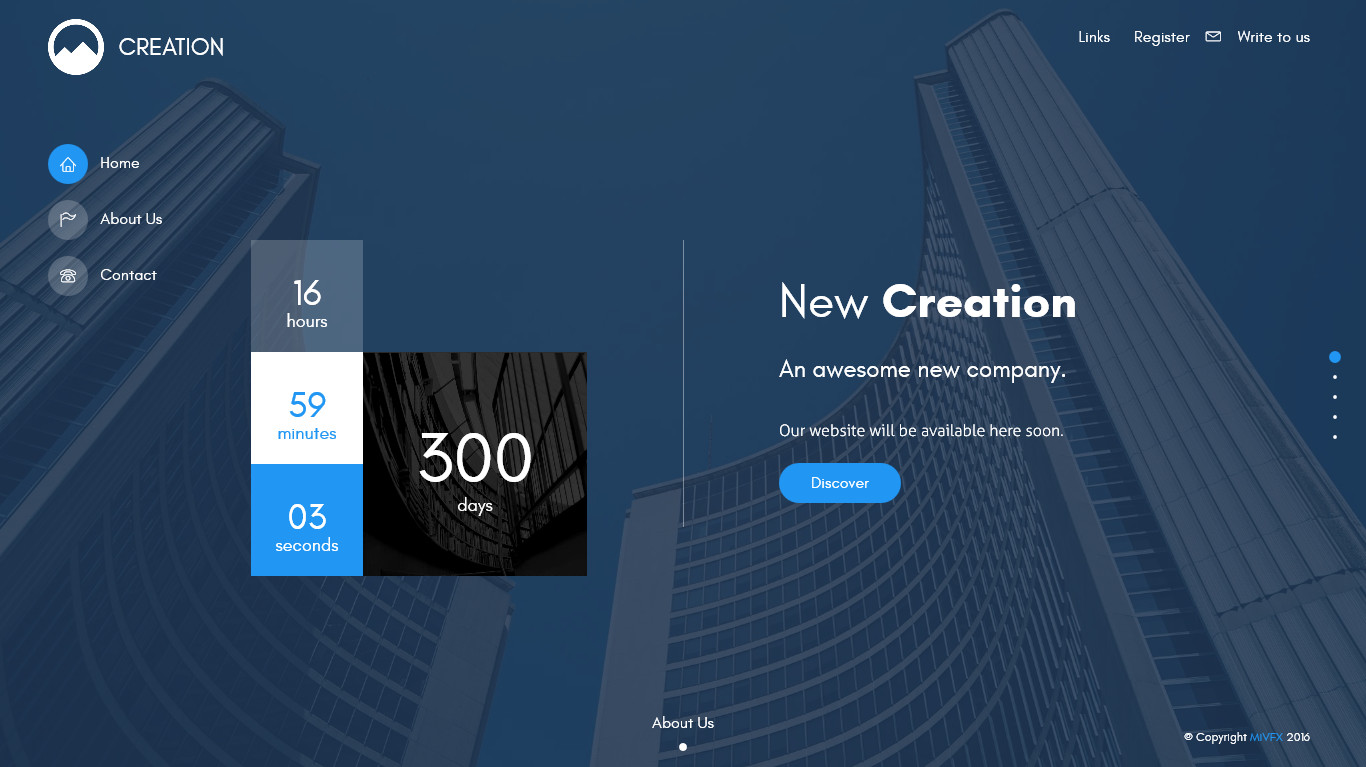 CREATION
Links Register Write to us
Home
About Us
Contact
16
hours
59
minutes
03
seconds
300
days
New Creation
An awesome new company.
Our website will be available here soon.
Discover
About Us
© Copyright MIVFX 2016